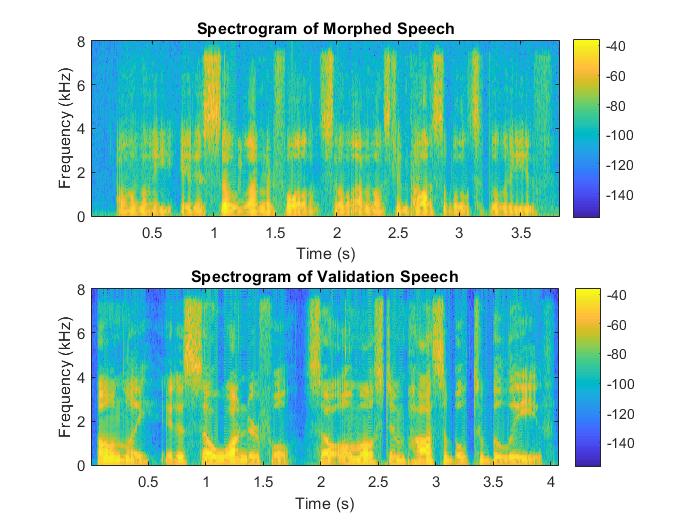 Spectrogram of Morphed Speech
8
6
4
2
0
Frequency (kHz)
0.5 1 1.5 2 2.5 3 3.5
Time (s)
-40
-60
-80
-100
-120
-140
Spectrogram of Validation Speech
8
6
4
2
0
Frequency (kHz)
0.5 1 1.5 2 2.5 3 3.5 4
Time (s)
-40
-60
-80
-100
-120
-140